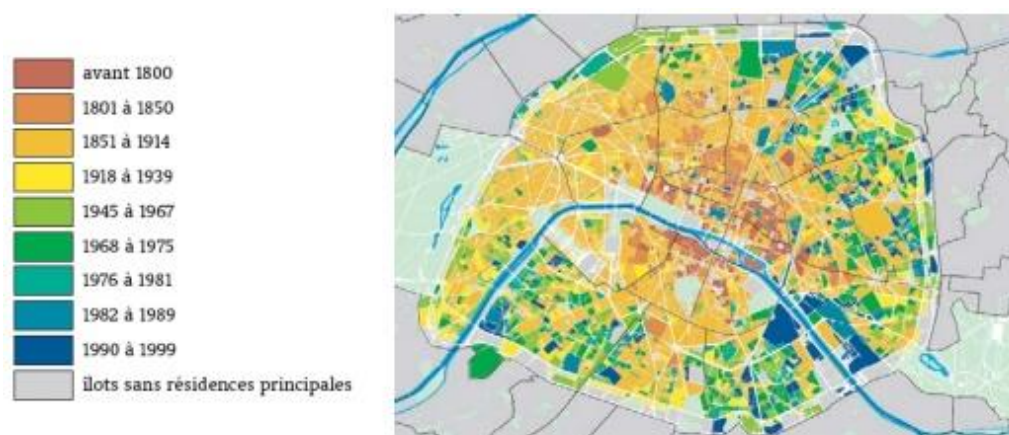 avant 1800
1801 à 1850
1851 à 1914
1918 à 1939
1945 à 1967
1968 à 1975
1976 à 1981
1982 à 1989
1990 à 1999
îlots sans résidences principales